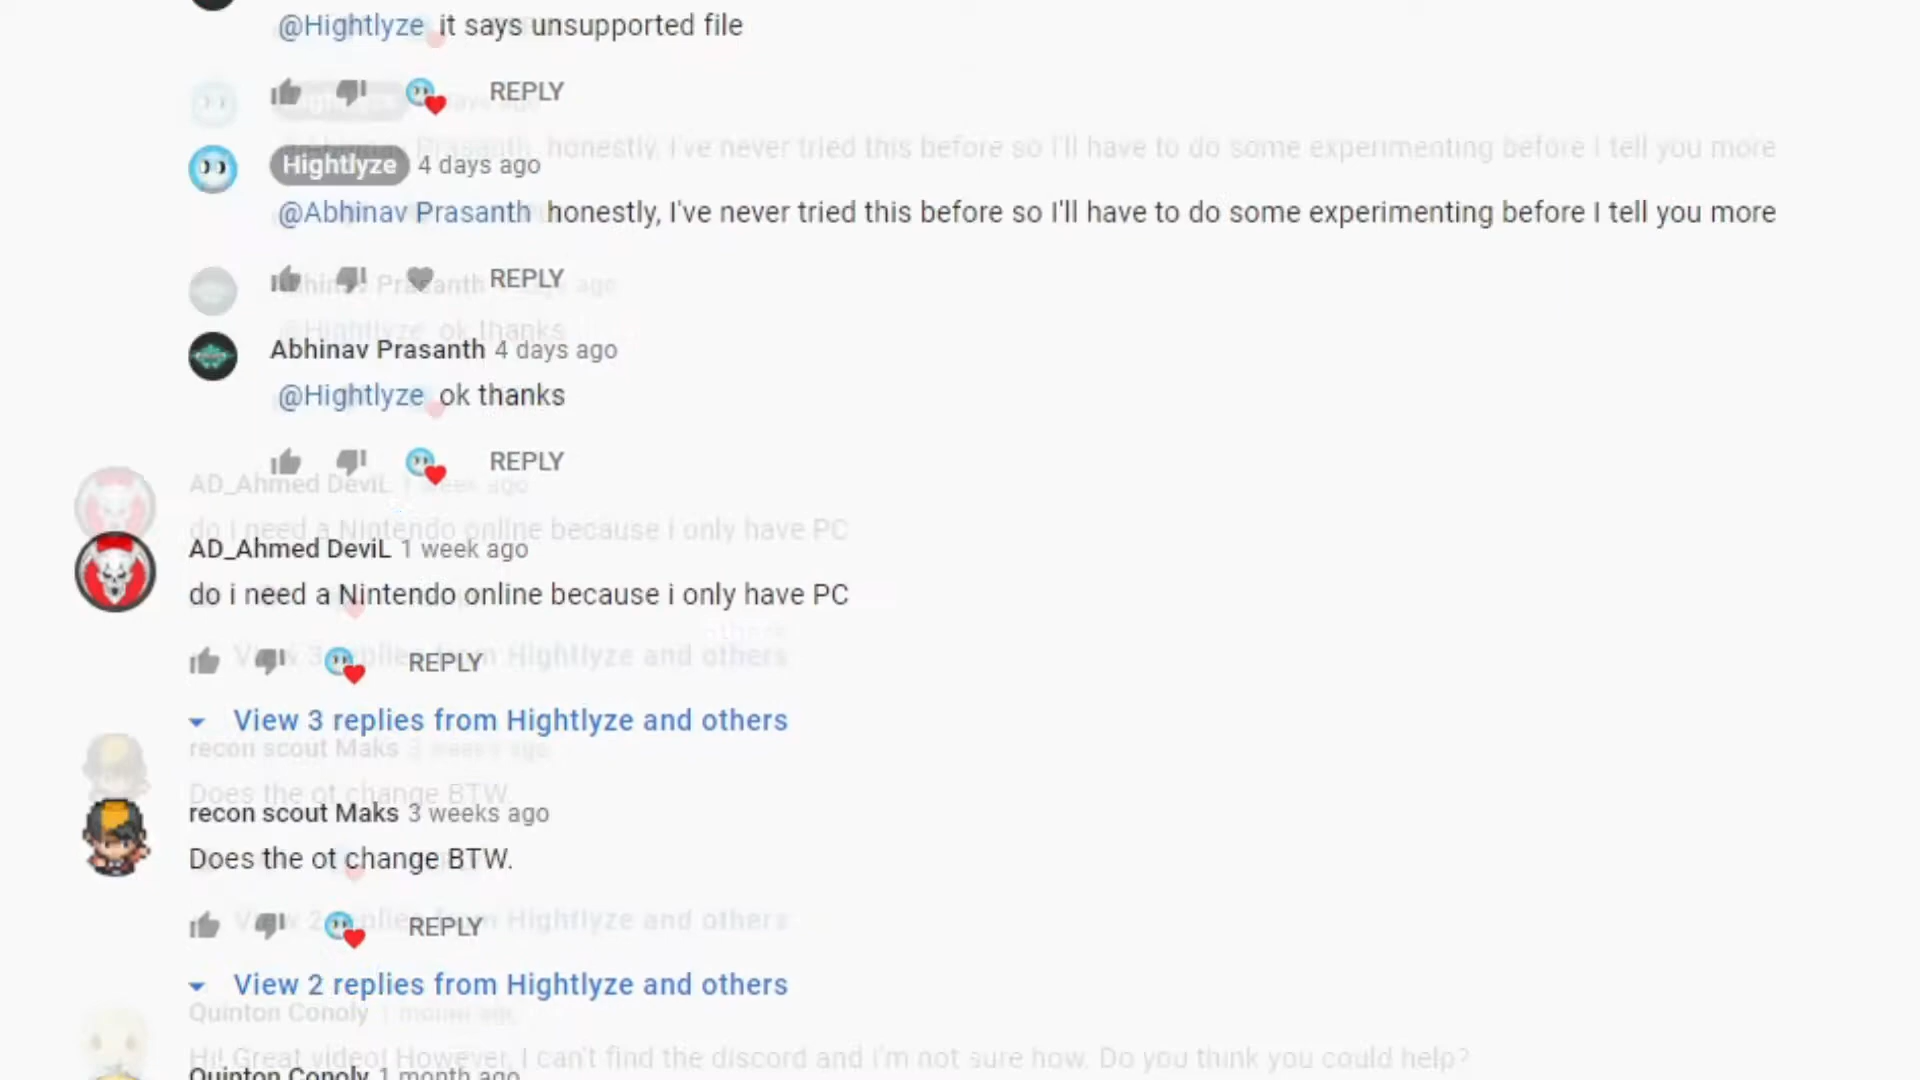 @Hightlyze it says unsupported file
REPLY
Hightlyze 4 days ago
@Abhinav Prasanth honestly, I've never tried this before so I'll have to do some experimenting before I tell you more
REPLY
Abhinav Prasanth 4 days ago
@Hightlyze ok thanks
REPLY
AD_Ahmed DeviL 1 week ago
do i need a Nintendo online because i only have PC
REPLY
View 3 replies from Hightlyze and others
recon scout Maks 3 weeks ago
Does the ot change BTW.
REPLY
View 2 replies from Hightlyze and others
Hi! Great video! However, I can't find the discord and i'm not sure how. Do you think you could help?
Quinton Conoly 1 month ago